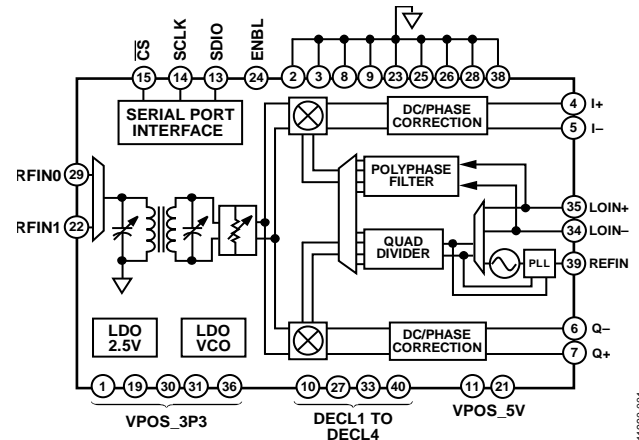 CS SCLK SDIO ENBL
15 14 13 24 2 3 8 9 23 25 26 28 38
SERIAL PORT
INTERFACE
DC/PHASE
CORRECTION
4 I+
5 I–
RFIN0 29
RFIN1 22
POLYPHASE
FILTER
QUAD
DIVIDER
35 LOIN+
34 LOIN–
PLL
39 REFIN
LDO
2.5V
LDO
VCO
DC/PHASE
CORRECTION
6 Q–
7 Q+
1 19 30 31 36 10 27 33 40 11 21
VPOS_3P3
DECL1 TO
DECL4
VPOS_5V